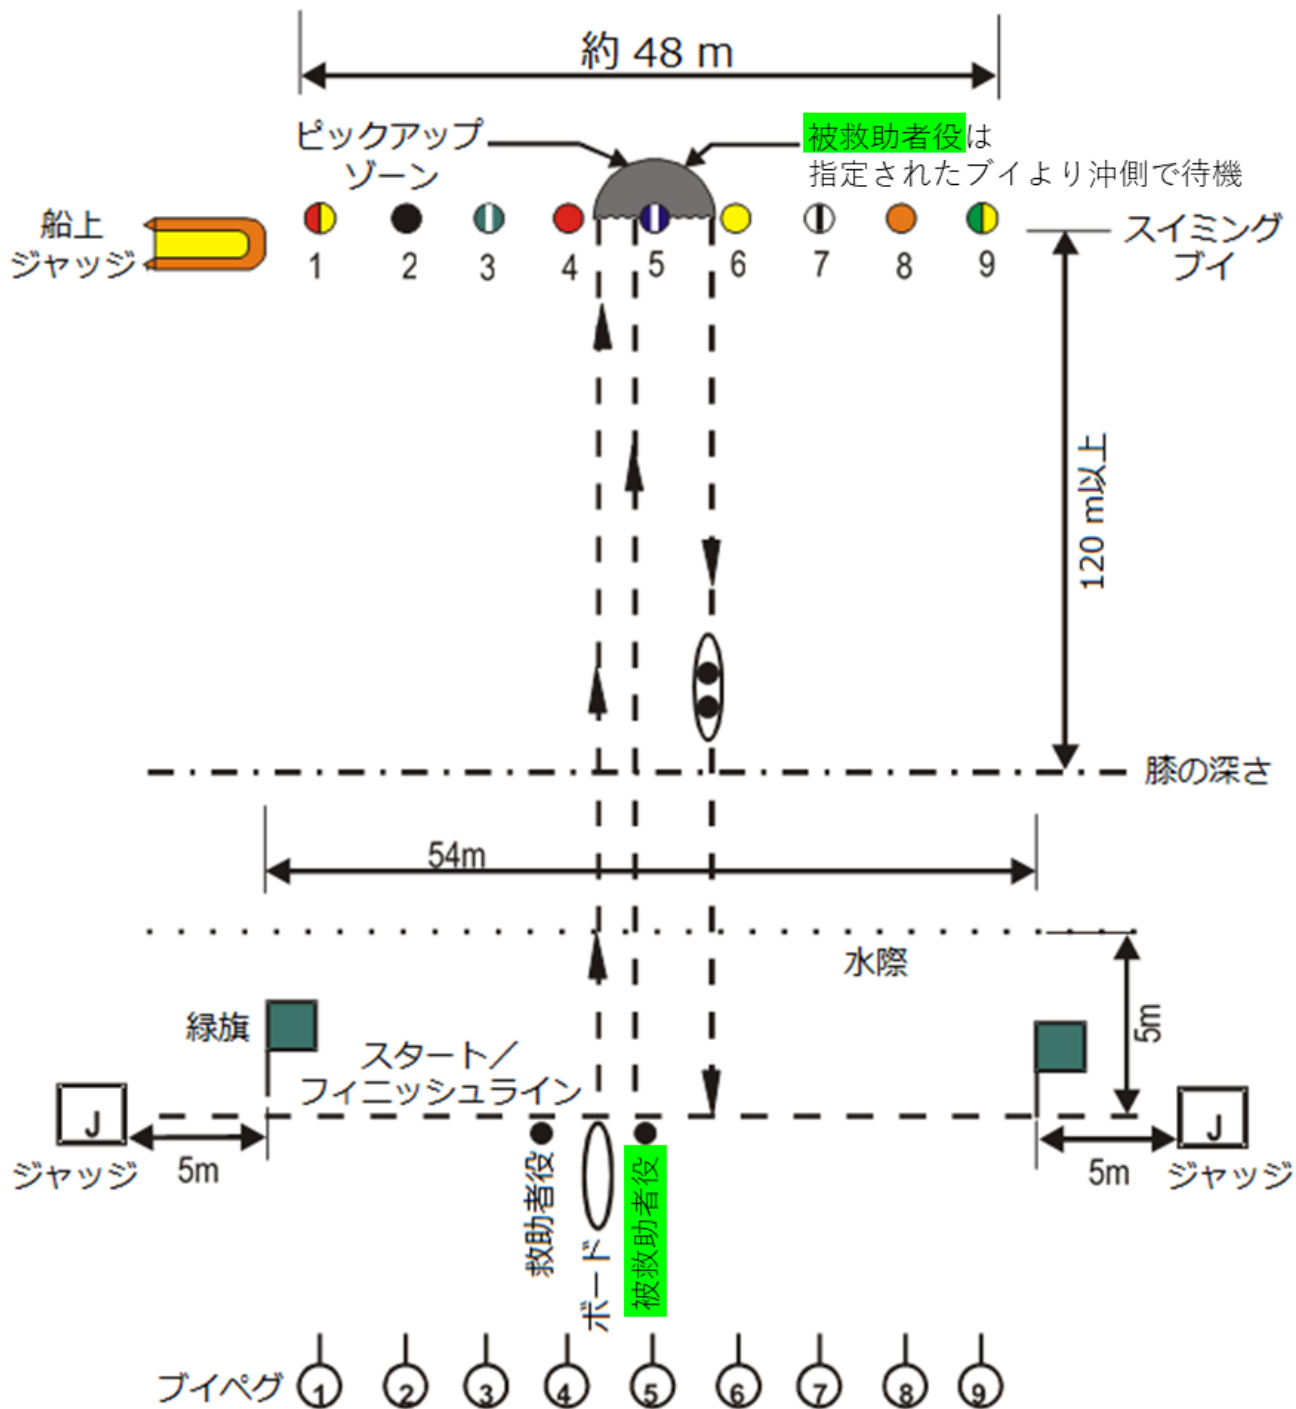 約 48 m
ピックアップ
ゾーン
被救助者役は
指定されたブイより沖側で待機
船上
ジャッジ
1 2 3 4 5 6 7 8 9
スイミング
ブイ
120 m以上
膝の深さ
54m
水際
緑旗
5m
スタート／
フィニッシュライン
J
J
ジャッジ
5m
5m
ジャッジ
救助者役
ボード
被救助者役
ブイペグ 1 2 3 4 5 6 7 8 9